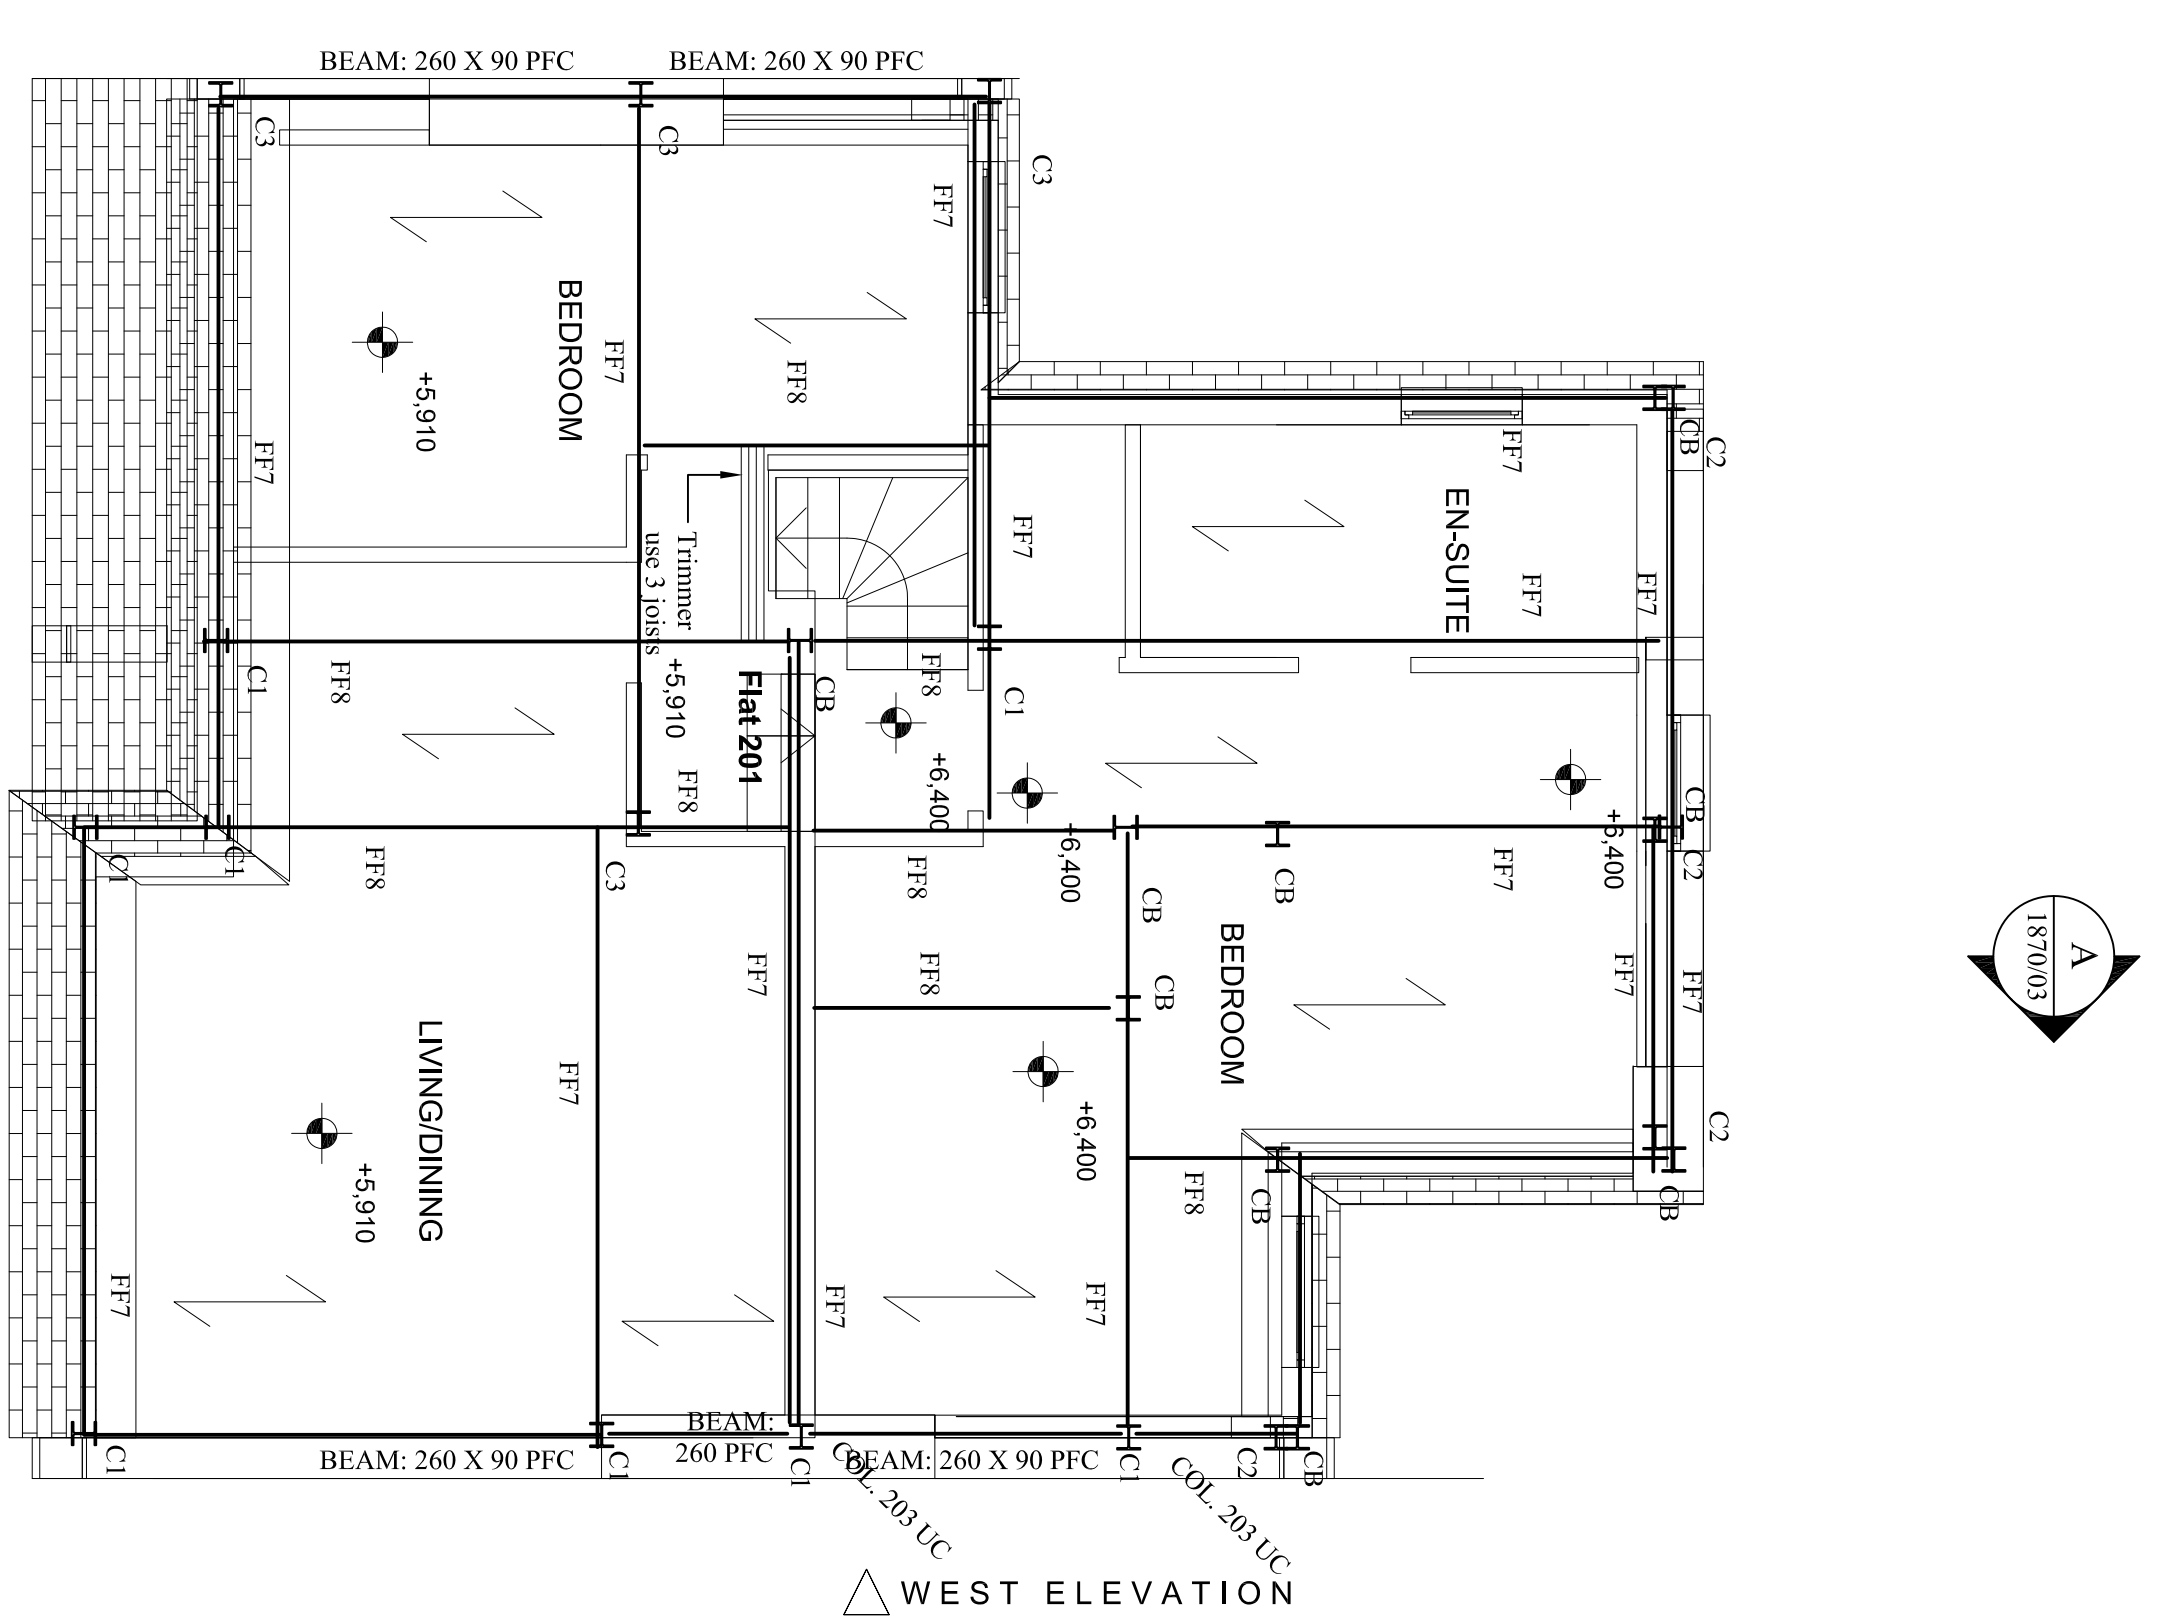 BEAM: 260 X 90 PFC
BEAM: 260 X 90 PFC
C3
C3
C3
FF7
BEDROOM
FF7
FF8
+5,910
FF7
C2
CB
FF7
EN-SUITE
FF7
FF7
FF7
Trimmer
use 3 joists
C1
FF8
+5,910
Flat 201
CB
FF8
C1
FF8
+6,400
+6,400
+6,400
CB
C2
C1
C1
FF8
C3
FF8
CB
CB
FF7
A
1870/03
FF7
FF8
CB
BEDROOM
FF7
FF7
LIVING/DINING
FF7
+5,910
+6,400
C2
FF8
CB
CB
FF7
FF7
FF7
BEAM:
260 PFC
BEAM: 260 X 90 PFC
BEAM: 260 X 90 PFC
C1
C1
C1
C1
C2
CB
COL. 203 UC
COL. 203 UC
WEST ELEVATION